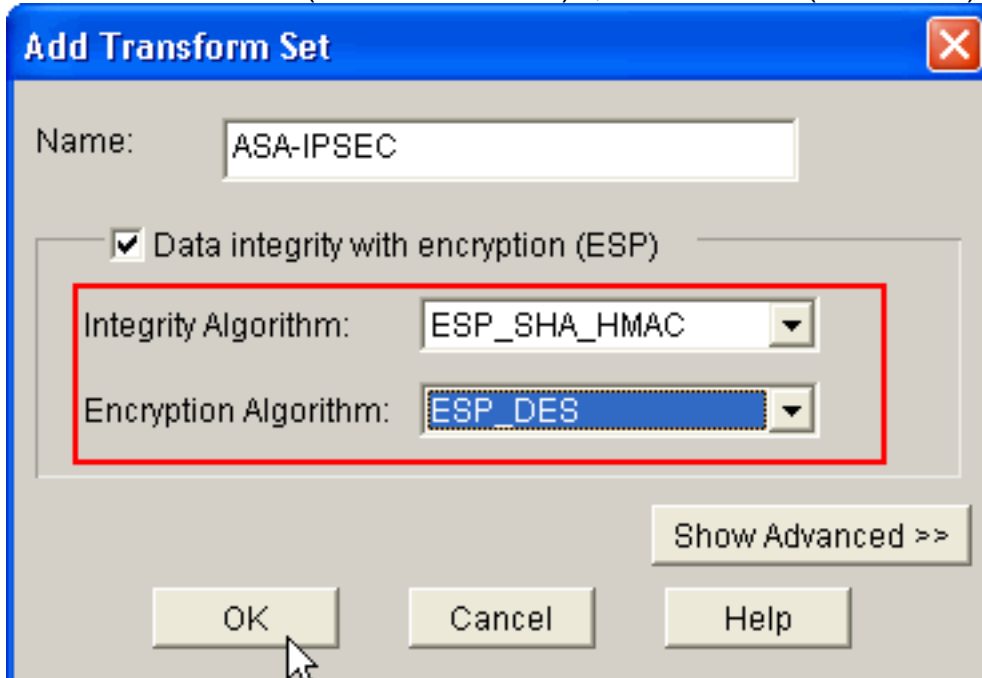 Add Transform Set
Name: ASA-IPSEC
Data integrity with encryption (ESP)
Integrity Algorithm: ESP_SHA_HMAC
Encryption Algorithm: ESP_DES
Show Advanced >>
OK Cancel Help